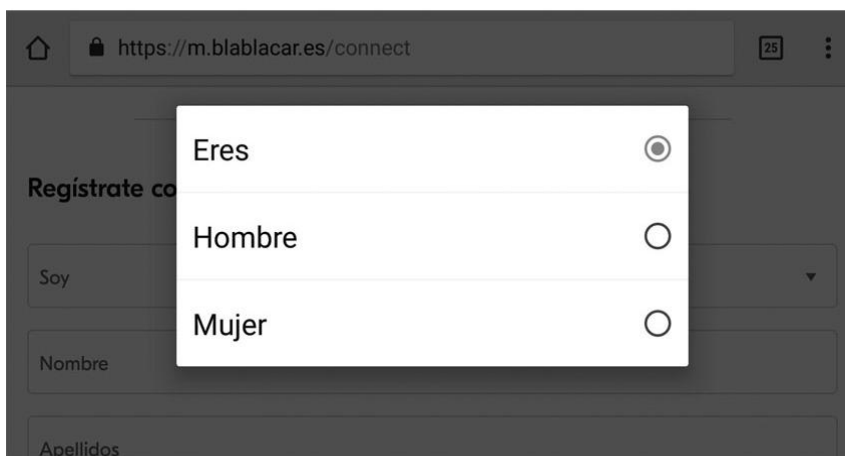 https://m.blablacar.es/connect
25
Eres
Regístrate co
Hombre
Soy
Mujer
Nombre
Apellidos